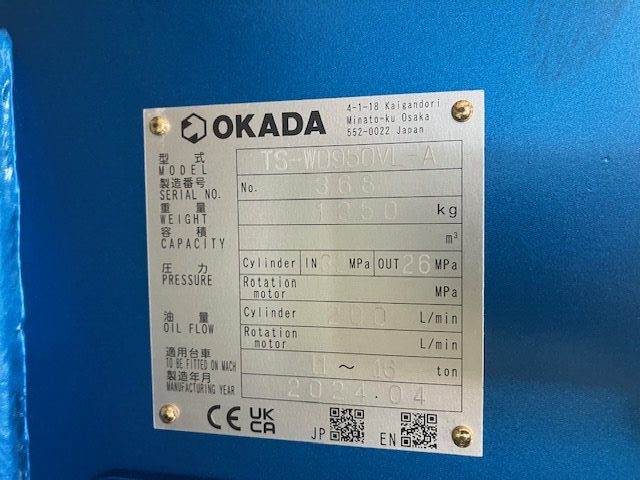 OKADA
4-1-18 Kaigandori
Minato-ku Osaka
552-0022 Japan
型式 MODEL TS-W0950VL-A
製造番号 SERIAL NO. No. 368
重量 WEIGHT kg
容積 CAPACITY m³
圧力 PRESSURE Cylinder IN MPa OUT 26 MPa
Rotation motor MPa
油量 OIL FLOW Cylinder 200 L/min
Rotation motor L/min
適用台車 TO BE FITTED ON MACH 〜 ton
製造年月 MANUFACTURING YEAR 2024.04
CE UK CA JP EN